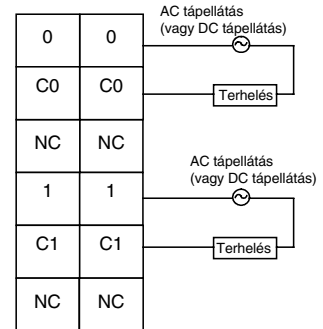 AC tápellátás
(vagy DC tápellátás)
0 0
C0 C0
Terhelés
NC NC
AC tápellátás
(vagy DC tápellátás)
1 1
C1 C1
Terhelés
NC NC